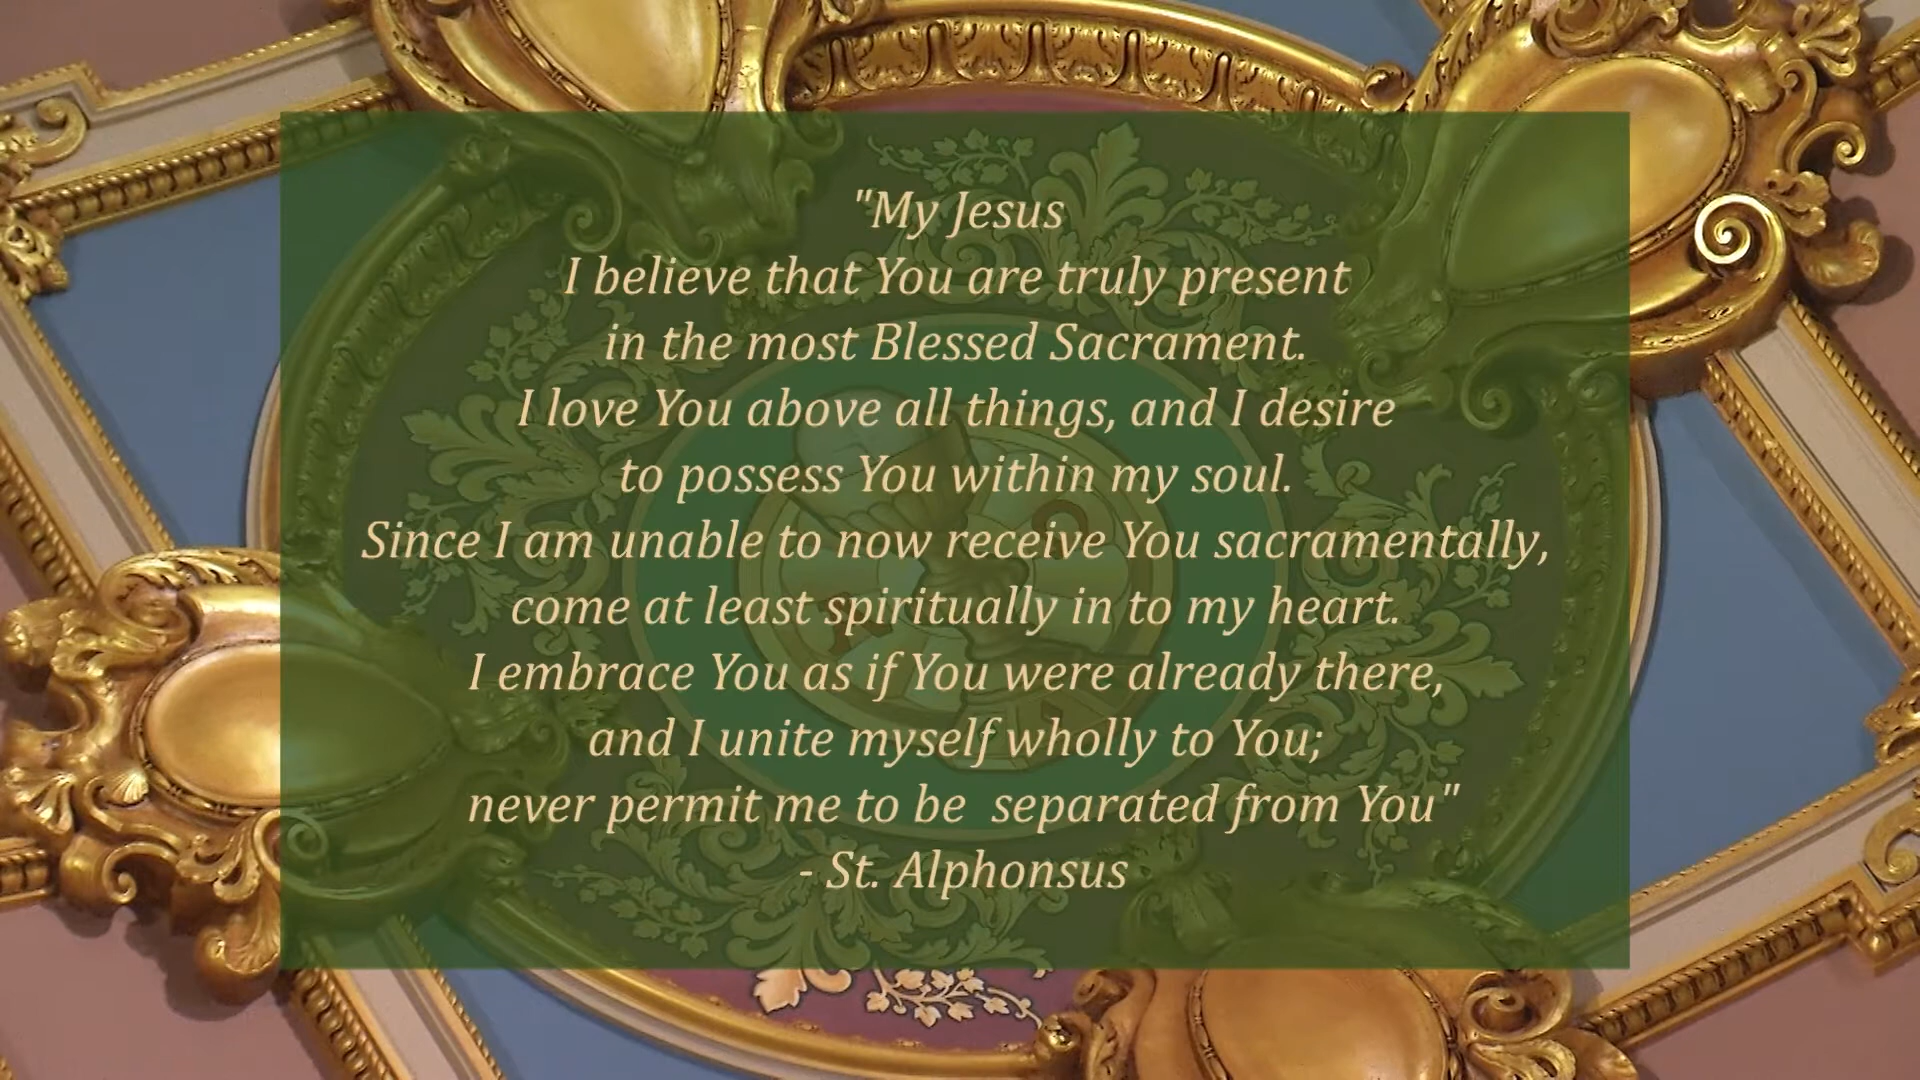 "My Jesus
I believe that You are truly present
in the most Blessed Sacrament.
I love You above all things, and I desire
to possess You within my soul.
Since I am unable to now receive You sacramentally,
come at least spiritually in to my heart.
I embrace You as if You were already there,
and I unite myself wholly to You;
never permit me to be  separated from You"
- St. Alphonsus